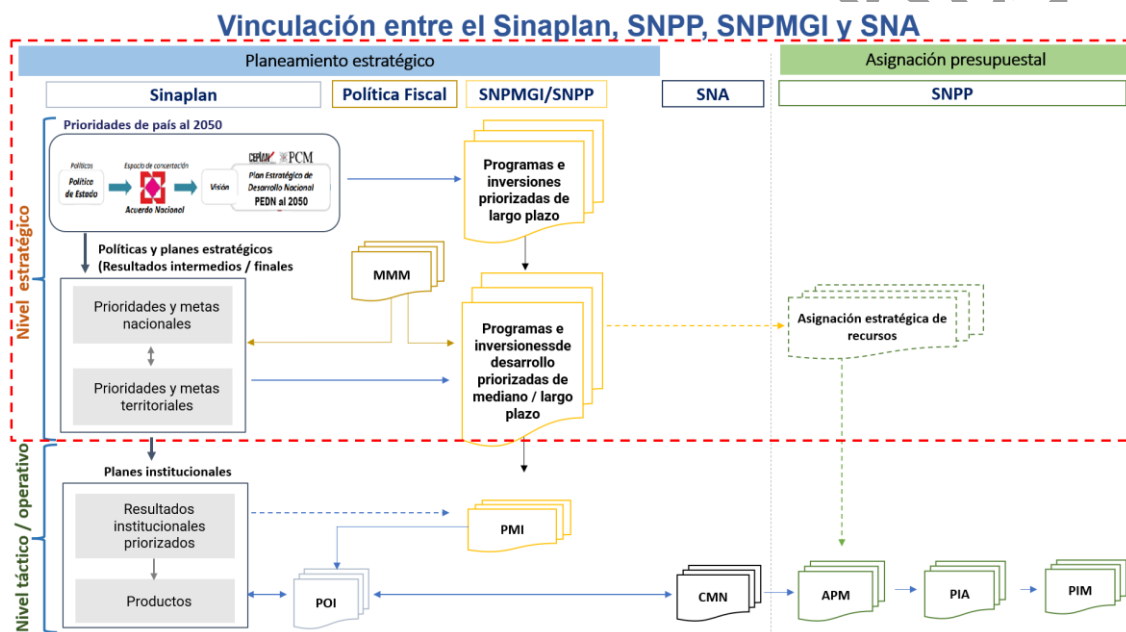 Vinculación entre el Sinaplan, SNPP, SNPMGI y SNA
Planeamiento estratégico
Asignación presupuestal
Sinaplan
Política Fiscal
SNPMGI/SNPP
SNA
SNPP
Nivel estratégico
Prioridades de país al 2050
Políticas
Política
de Estado
Espacio de concertación
Acuerdo Nacional
Visión
CEPLAN
PCM
Plan Estratégico de
Desarrollo Nacional
PEDN al 2050
Programas e
inversiones
priorizadas de
largo plazo
Políticas y planes estratégicos
(Resultados intermedios / finales
Prioridades y metas
nacionales
Prioridades y metas
territoriales
MMM
Programas e
inversionessde
desarrollo
priorizadas de
mediano / largo
plazo
Asignación estratégica de
recursos
Nivel táctico / operativo
Planes institucionales
Resultados
institucionales
priorizados
Productos
PMI
POI
CMN
APM
PIA
PIM